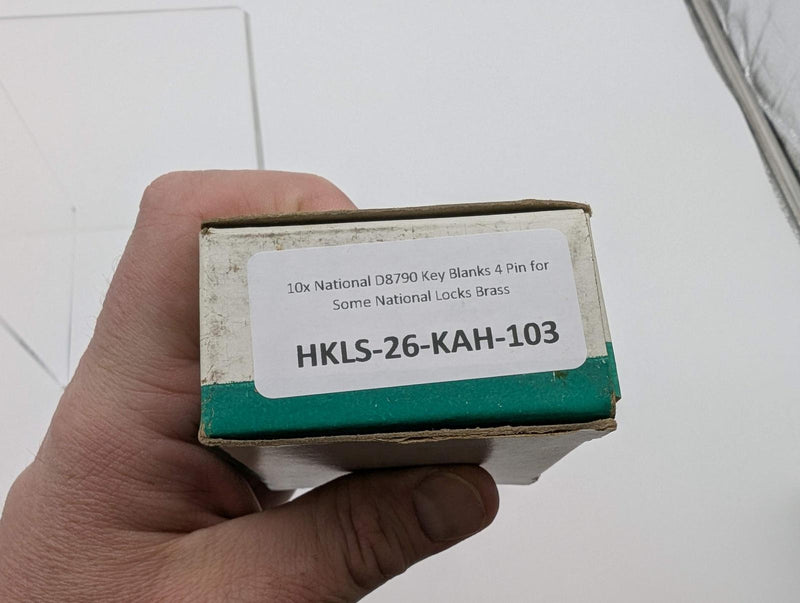 10x National D8790 Key Blanks 4 Pin for
Some National Locks Brass
HKLS-26-KAH-103